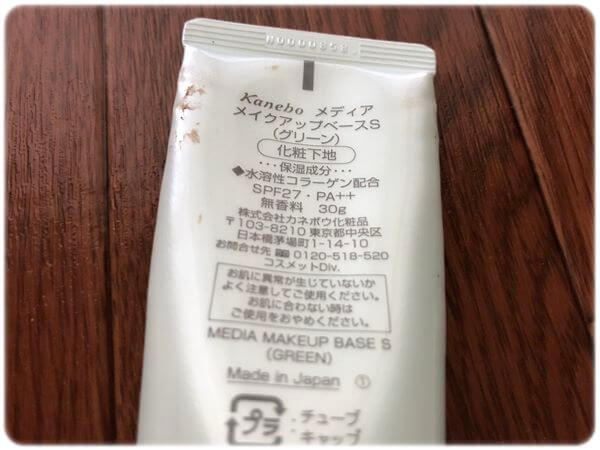 Kanebo メディア
メイクアップベースS
(グリーン)
化粧下地
・・・保湿成分・・・
◆水溶性コラーゲン配合
SPF27・PA++
無香料 30g
株式会社カネボウ化粧品
〒103-8210 東京都中央区
日本橋茅場町1-14-10
お問合せ先 0120-518-520
コスメットDiv.
お肌に異常が生じていないか
よく注意してご使用ください。
お肌に合わない時は
ご使用をおやめください。
MEDIA MAKEUP BASE S
(GREEN)
Made in Japan ①
プラ :チューブ
:キャップ